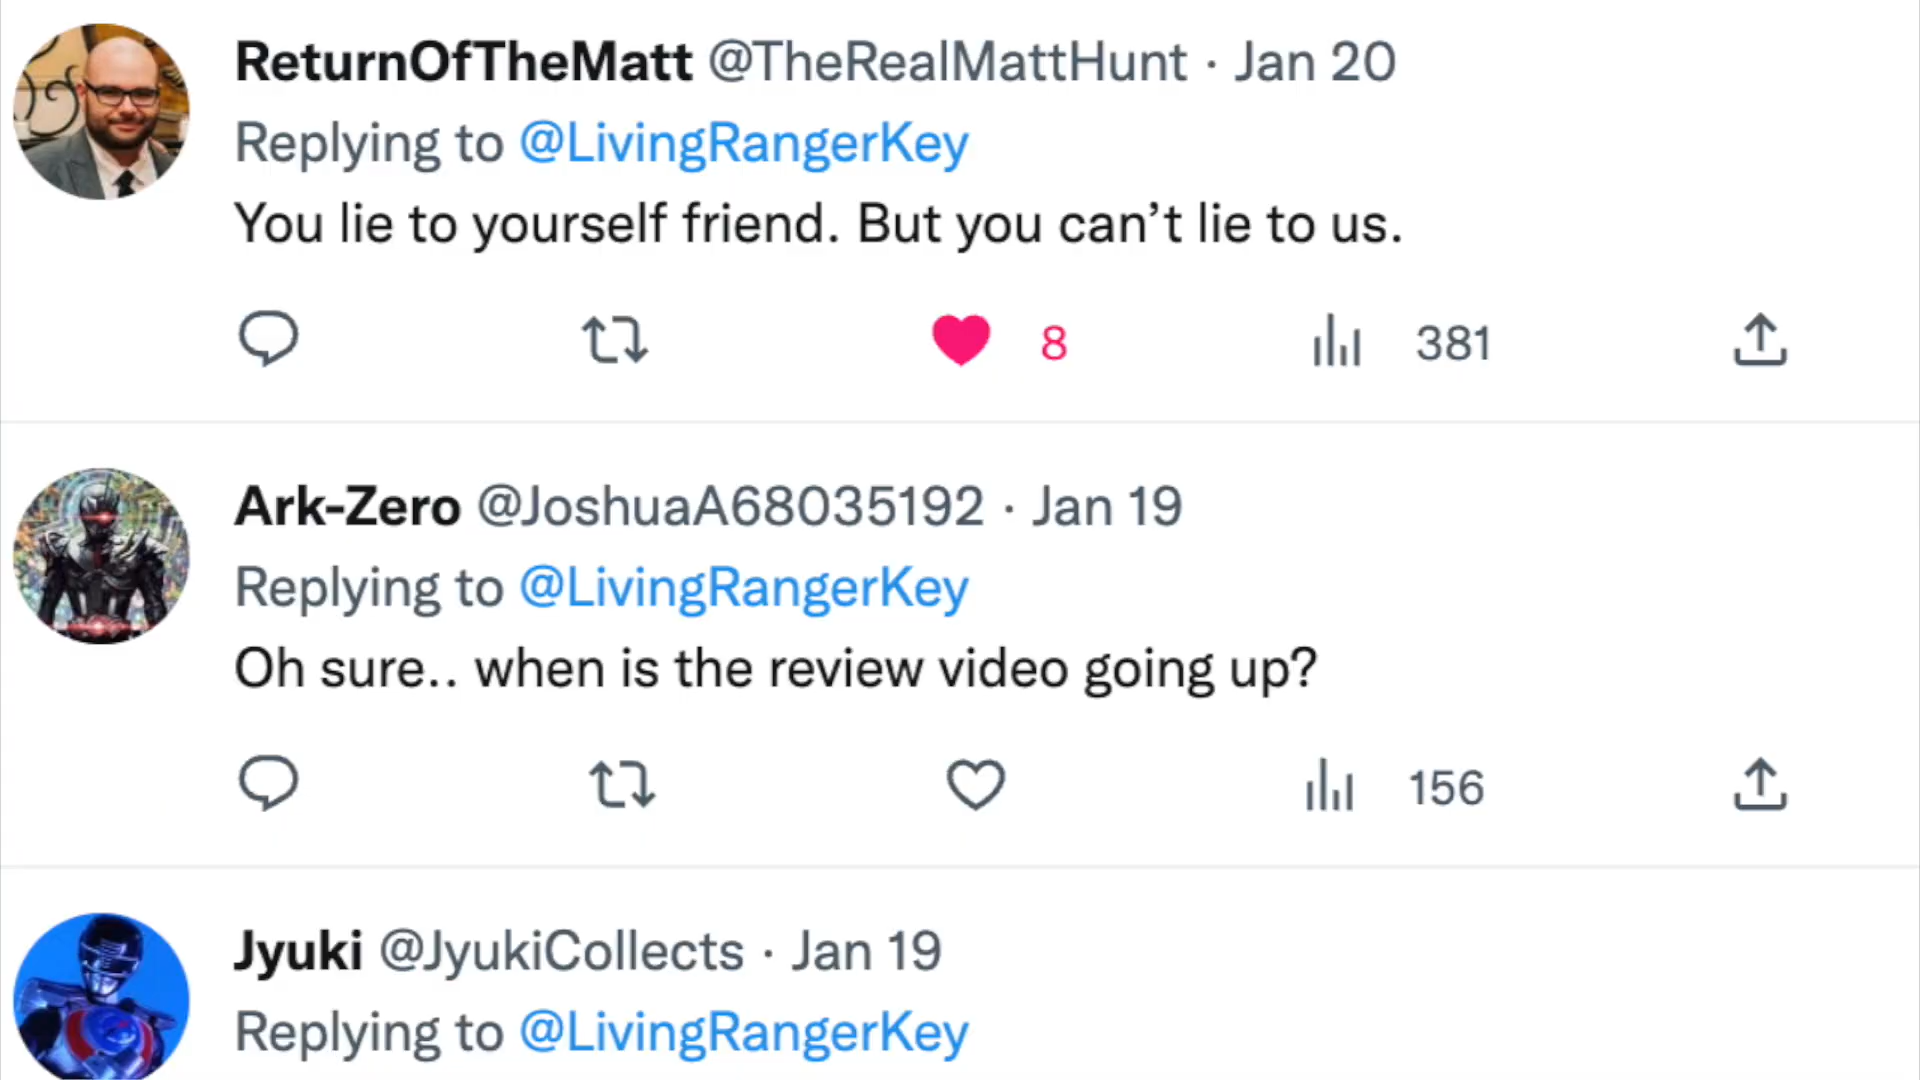 ReturnOfTheMatt @TheRealMattHunt · Jan 20
Replying to @LivingRangerKey
You lie to yourself friend. But you can’t lie to us.
8 381
Ark-Zero @JoshuaA68035192 · Jan 19
Replying to @LivingRangerKey
Oh sure.. when is the review video going up?
156
Jyuki @JyukiCollects · Jan 19
Replying to @LivingRangerKey